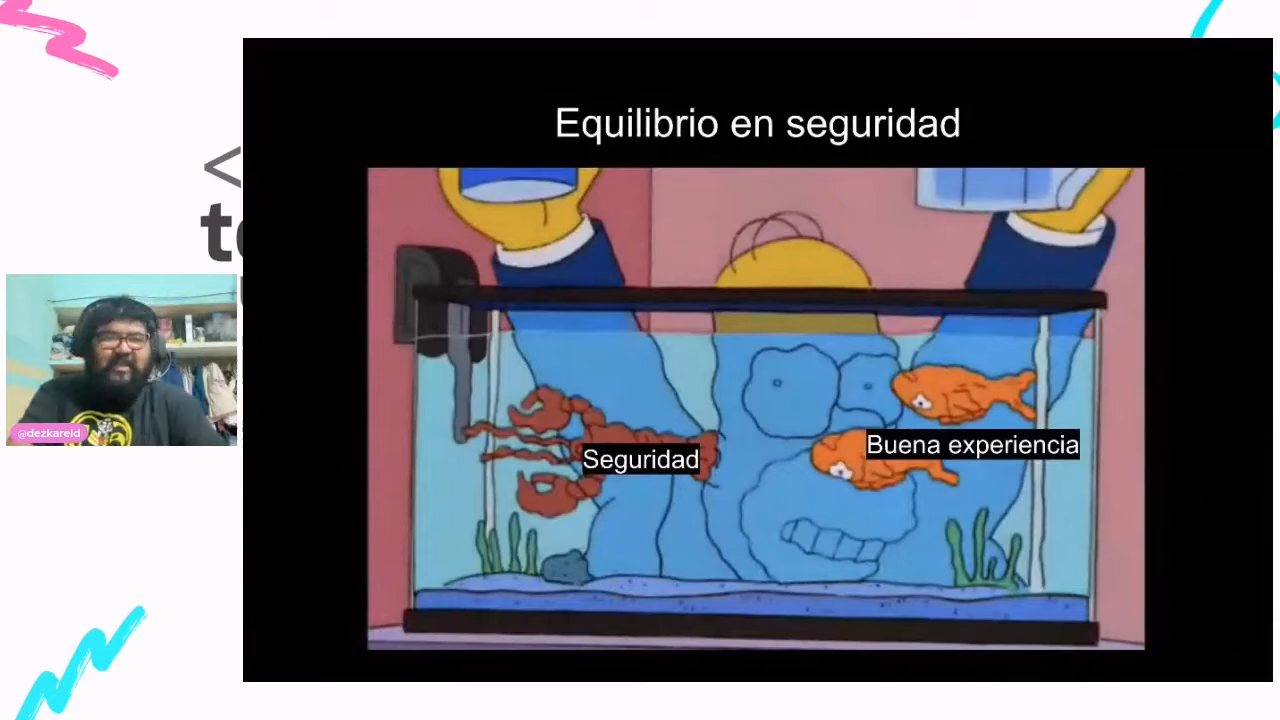 Equilibrio en seguridad
<
t
Buena experiencia
Seguridad
@dezkareid